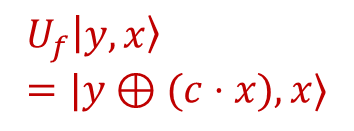 U_f|y, x⟩
= |y ⊕ (c · x), x⟩